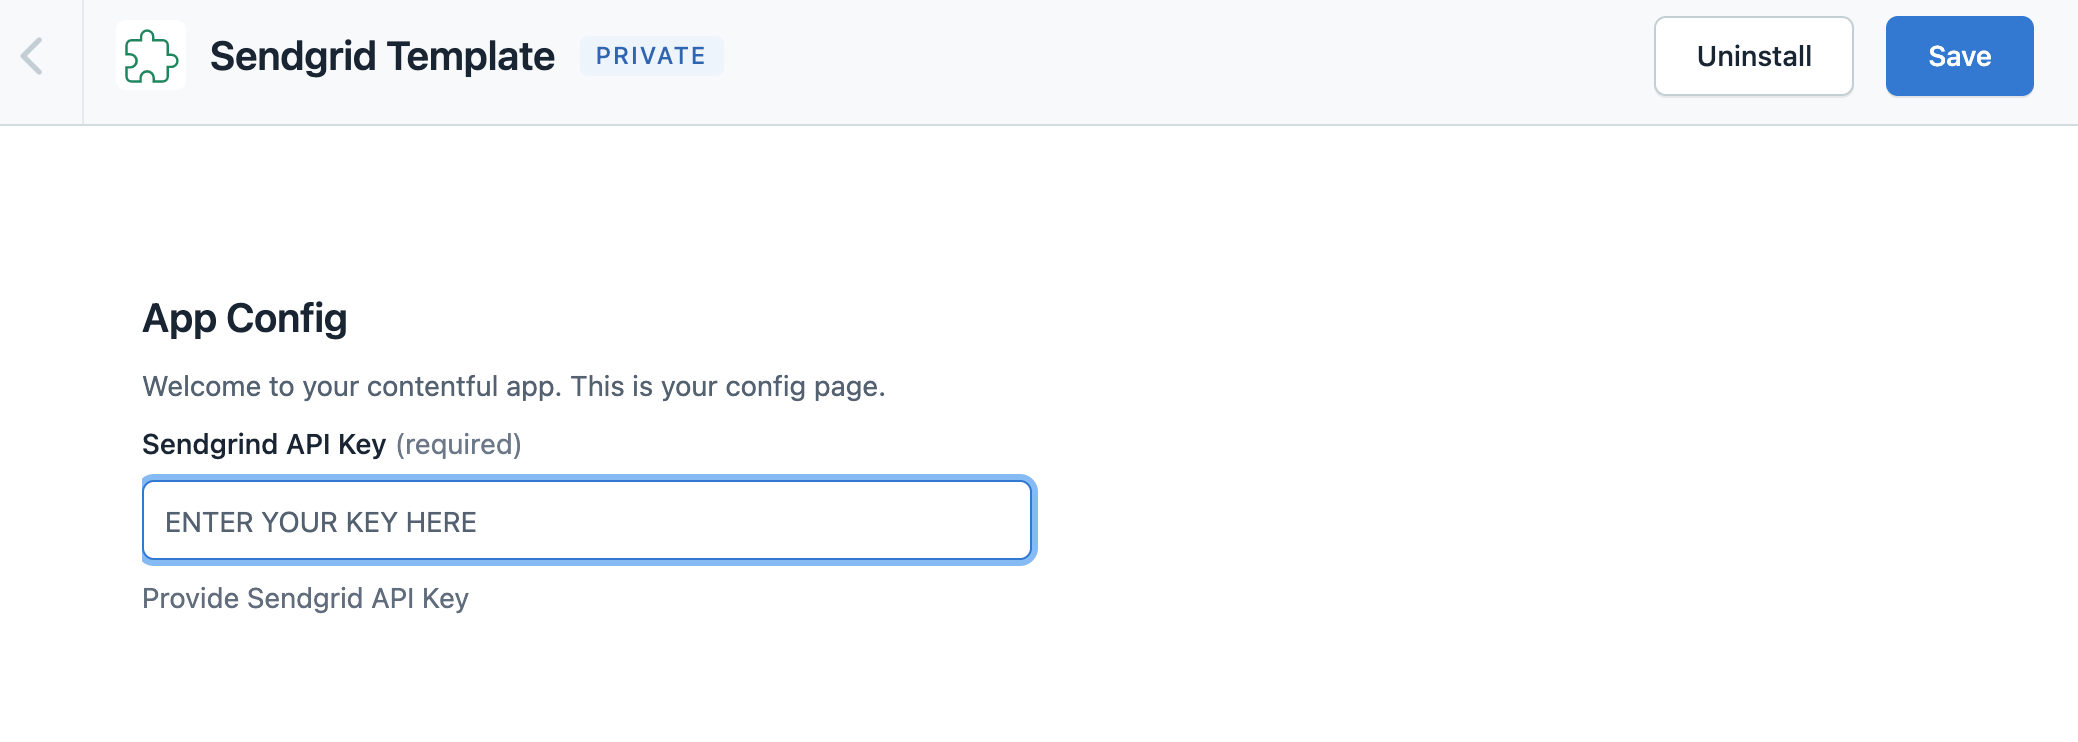 Sendgrid Template PRIVATE Uninstall Save
App Config
Welcome to your contentful app. This is your config page.
Sendgrind API Key (required)
ENTER YOUR KEY HERE
Provide Sendgrid API Key